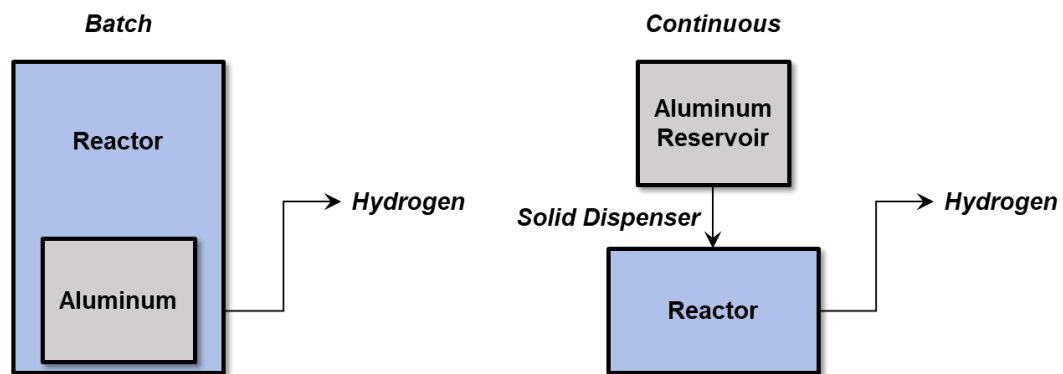 Batch
Reactor
Aluminum
Hydrogen
Continuous
Aluminum
Reservoir
Solid Dispenser
Reactor
Hydrogen